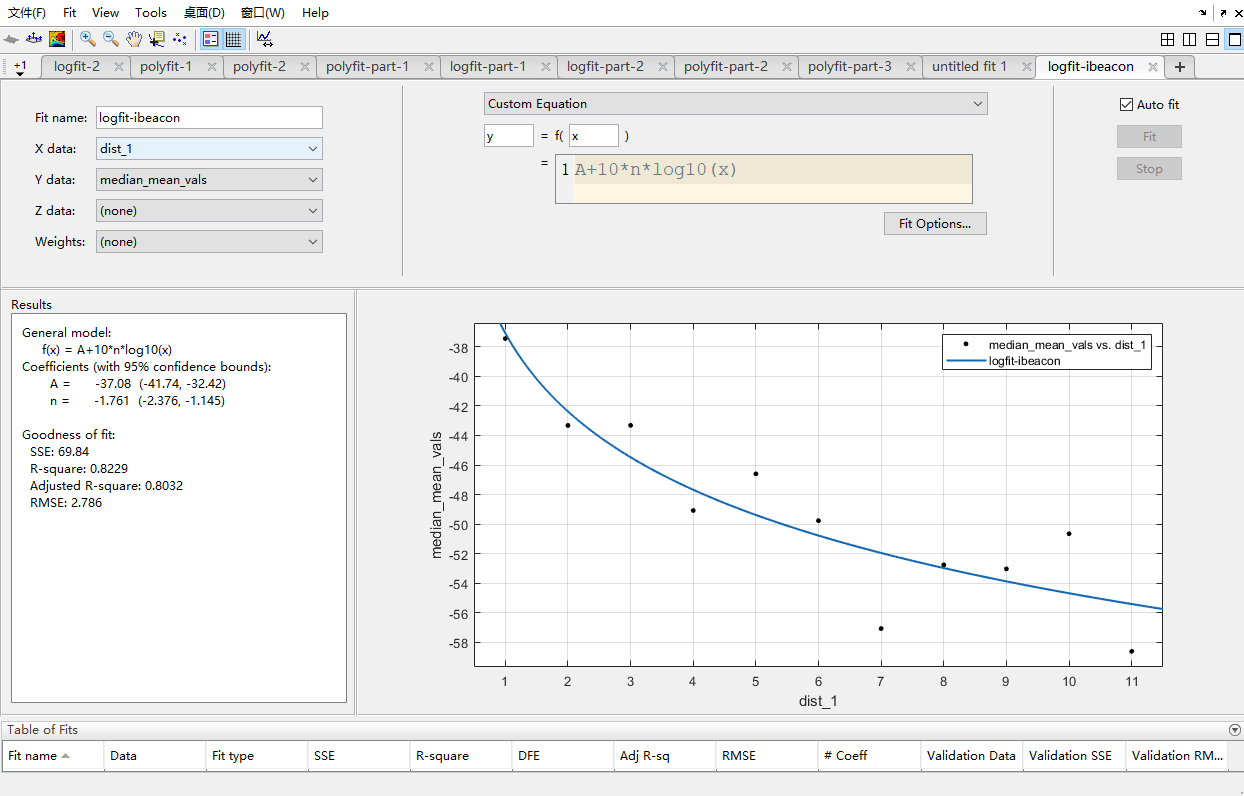 文件(F) Fit View Tools 桌面(D) 窗口(W) Help
+1 logfit-2 polyfit-1 polyfit-2 polyfit-part-1 logfit-part-1 logfit-part-2 polyfit-part-2 polyfit-part-3 untitled fit 1 logfit-ibeacon
Fit name: logfit-ibeacon
X data: dist_1
Y data: median_mean_vals
Z data: (none)
Weights: (none)
Custom Equation
y = f( x )
= 1 A+10*n*log10(x)
Fit Options...
Auto fit
Fit
Stop
Results
General model:
f(x) = A+10*n*log10(x)
Coefficients (with 95% confidence bounds):
A = -37.08 (-41.74, -32.42)
n = -1.761 (-2.376, -1.145)
Goodness of fit:
SSE: 69.84
R-square: 0.8229
Adjusted R-square: 0.8032
RMSE: 2.786
median_mean_vals vs. dist_1
logfit-ibeacon
-38
-40
-42
-44
-46
-48
-50
-52
-54
-56
-58
median_mean_vals
1 2 3 4 5 6 7 8 9 10 11
dist_1
Table of Fits
Fit name Data Fit type SSE R-square DFE Adj R-sq RMSE # Coeff Validation Data Validation SSE Validation RM...